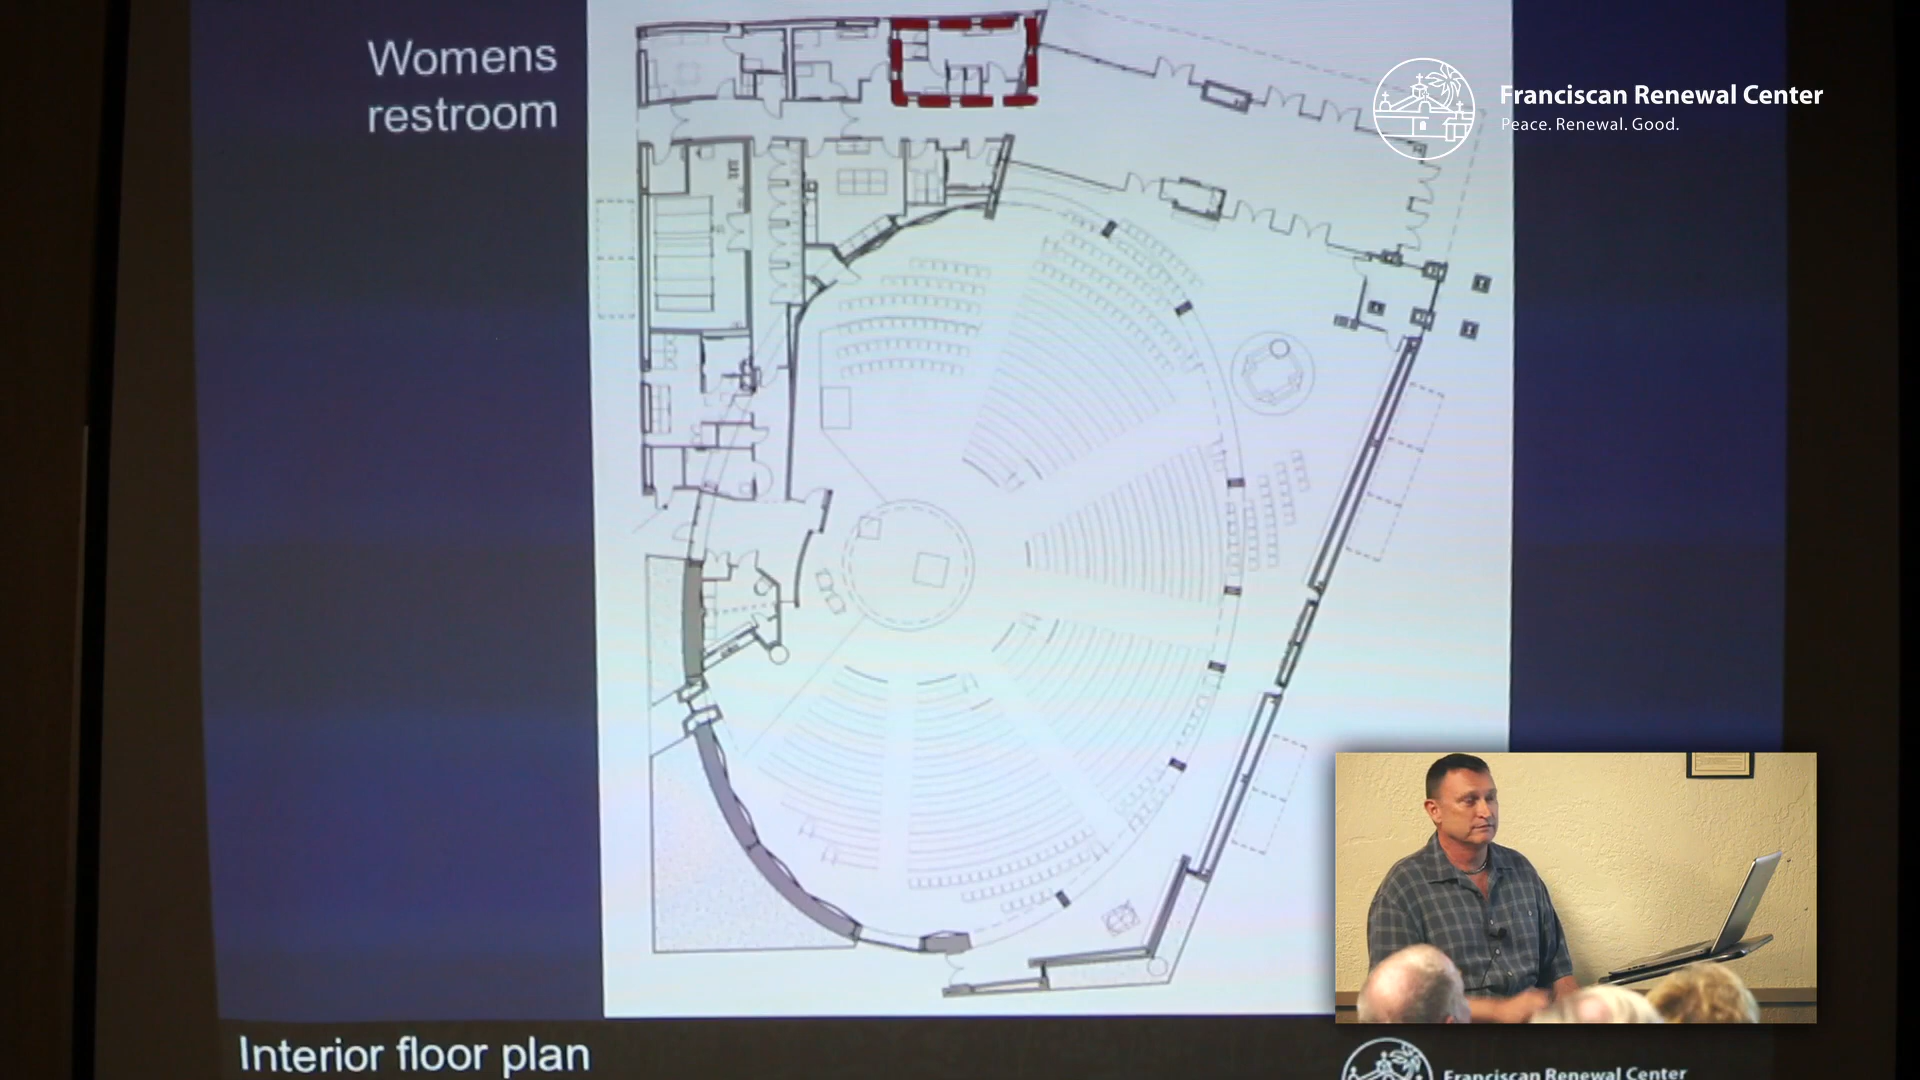 Womens
restroom
Franciscan Renewal Center
Peace. Renewal. Good.
Interior floor plan
Franciscan Renewal Center